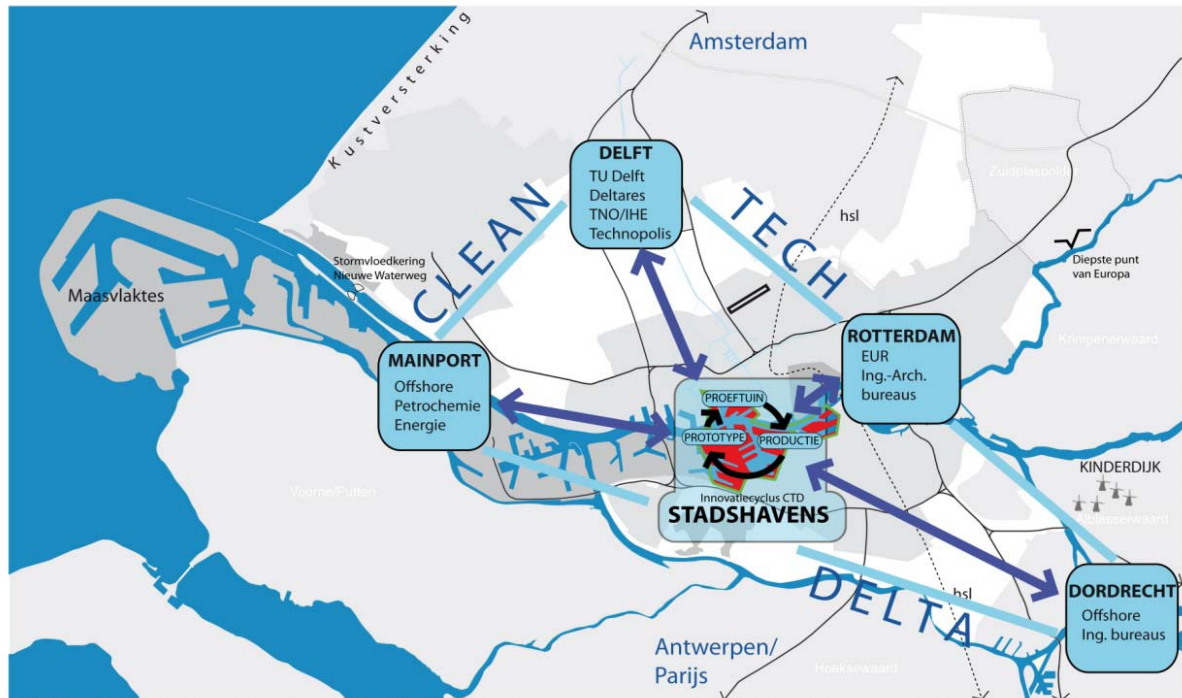 Amsterdam
Kustversterking
DELFT
TU Delft
Deltares
TNO/IHE
Technopolis
CLEAN
TECH
Zuidplaspolder
hsl
Diepste punt
van Europa
Stormvloedkering
Nieuwe Waterweg
Maasvlaktes
MAINPORT
Offshore
Petrochemie
Energie
ROTTERDAM
EUR
Ing.-Arch.
bureaus
Krimpenerwaard
PROEFTUIN
PROTOTYPE
PRODUCTIE
Innovatiecyclus CTD
STADSHAVENS
Voorne/Putten
KINDERDIJK
Alblasserwaard
DELTA
hsl
DORDRECHT
Offshore
Ing. bureaus
Antwerpen/
Parijs
Hoeksewaard